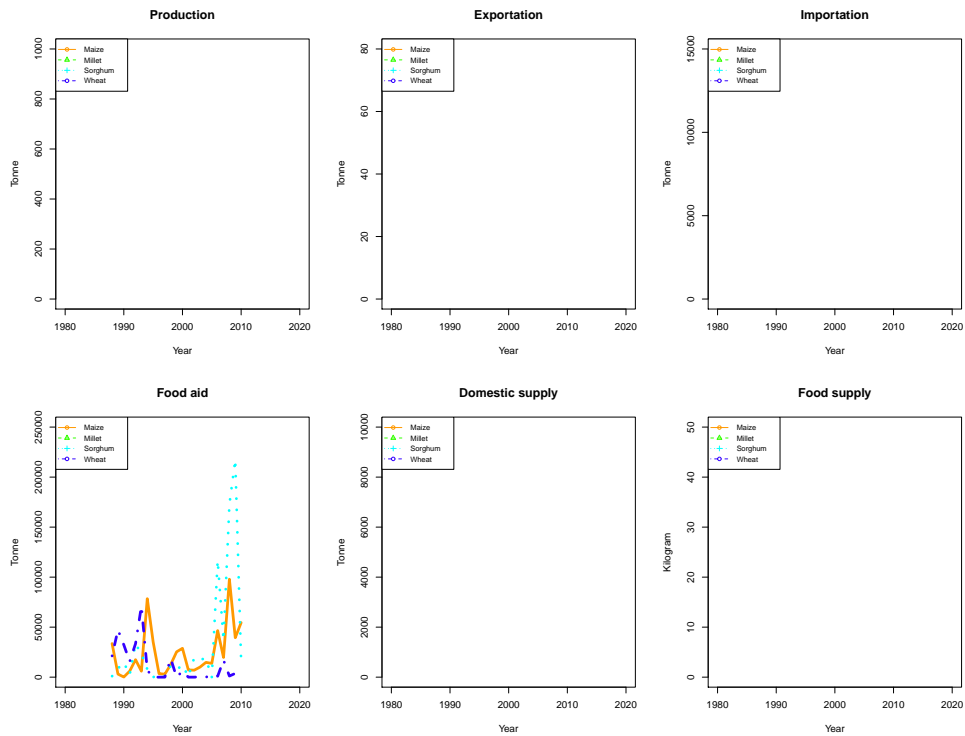 Production
Maize
Millet
Sorghum
Wheat
Tonne
1000
800
600
400
200
0
1980 1990 2000 2010 2020
Year
Exportation
Maize
Millet
Sorghum
Wheat
Tonne
80
60
40
20
0
1980 1990 2000 2010 2020
Year
Importation
Maize
Millet
Sorghum
Wheat
Tonne
15000
10000
5000
0
1980 1990 2000 2010 2020
Year
Food aid
Maize
Millet
Sorghum
Wheat
Tonne
250000
200000
150000
100000
50000
0
1980 1990 2000 2010 2020
Year
Domestic supply
Maize
Millet
Sorghum
Wheat
Tonne
10000
8000
6000
4000
2000
0
1980 1990 2000 2010 2020
Year
Food supply
Maize
Millet
Sorghum
Wheat
Kilogram
50
40
30
20
10
0
1980 1990 2000 2010 2020
Year